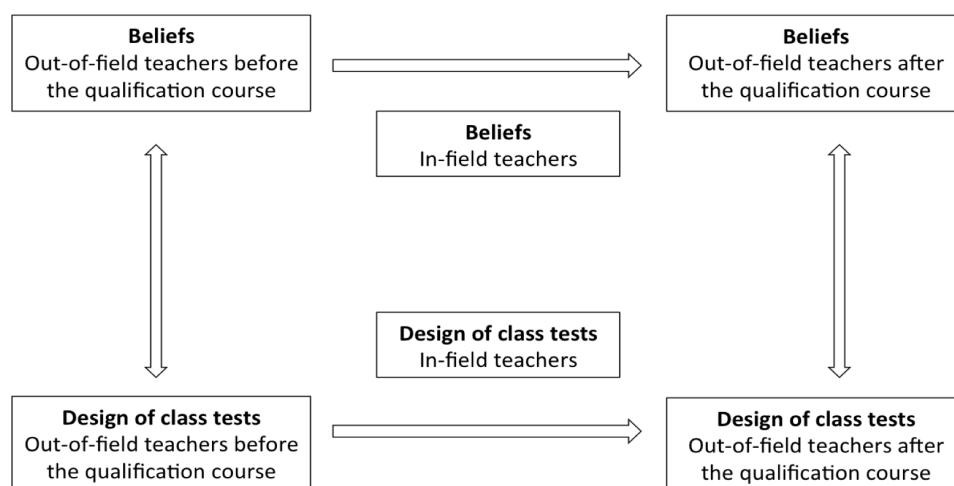 Beliefs
Out-of-field teachers before
the qualification course
Beliefs
Out-of-field teachers after
the qualification course
Beliefs
In-field teachers
Design of class tests
In-field teachers
Design of class tests
Out-of-field teachers before
the qualification course
Design of class tests
Out-of-field teachers after
the qualification course